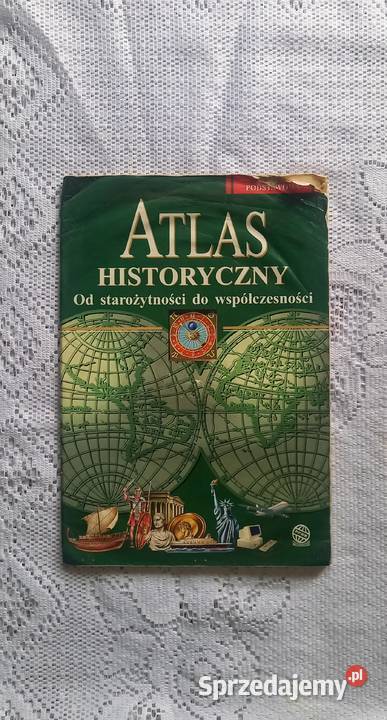 ATLAS
HISTORYCZNY
Od starożytności do współczesności
Sprzedajemy.pl